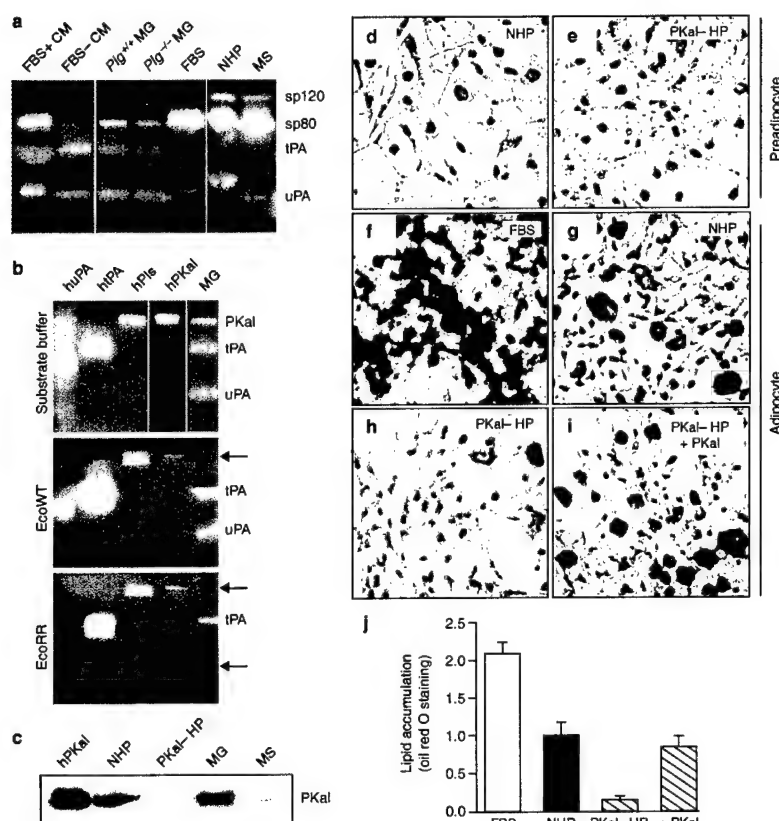 a
FBS+ CM
FBS– CM
Plg+/+ MG
Plg–/– MG
FBS
NHP
MS
sp120
sp80
tPA
uPA
b
huPA
htPA
hPls
hPKal
MG
Substrate buffer
PKal
tPA
uPA
EcoWT
tPA
uPA
EcoRR
tPA
c
hPKal
NHP
PKal– HP
MG
MS
PKal
d
NHP
e
PKal– HP
Preadipocyte
f
FBS
g
NHP
h
PKal– HP
i
PKal– HP
+ PKal
Adipocyte
j
Lipid accumulation
(oil red O staining)
2.5
2.0
1.5
1.0
0.5
0.0
FBS
NHP
PKal– HP
+ PKal